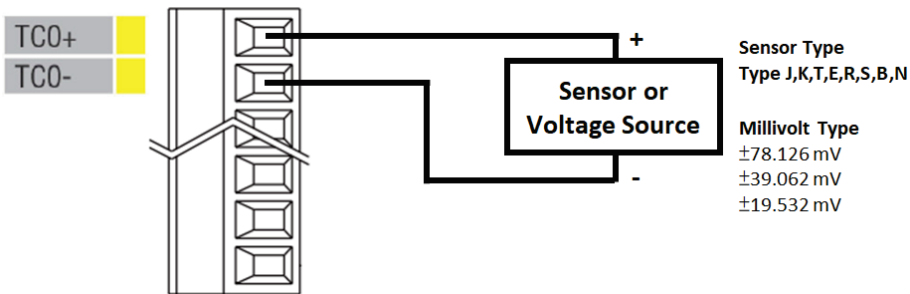 TC0+
TC0-
+
Sensor or
Voltage Source
-
Sensor Type
Type J,K,T,E,R,S,B,N
Millivolt Type
±78.126 mV
±39.062 mV
±19.532 mV